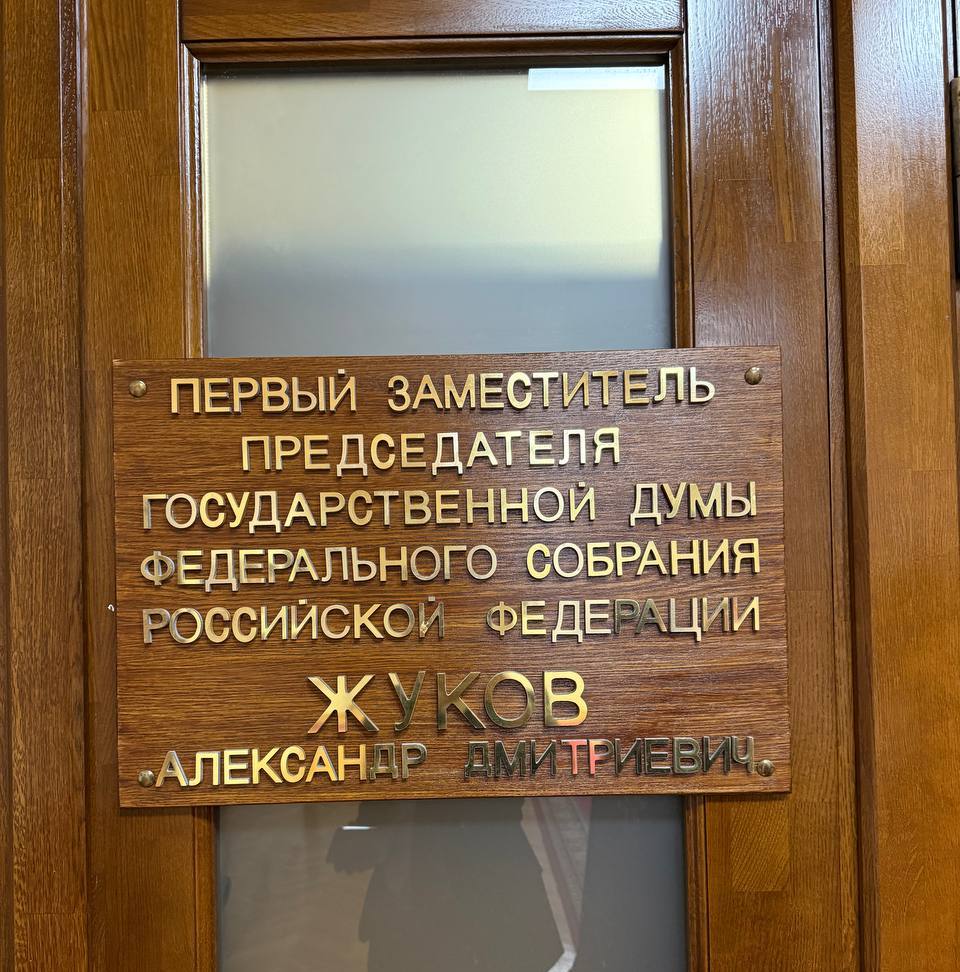 ПЕРВЫЙ ЗАМЕСТИТЕЛЬ
ПРЕДСЕДАТЕЛЯ
ГОСУДАРСТВЕННОЙ ДУМЫ
ФЕДЕРАЛЬНОГО СОБРАНИЯ
РОССИЙСКОЙ ФЕДЕРАЦИИ
ЖУКОВ
АЛЕКСАНДР ДМИТРИЕВИЧ